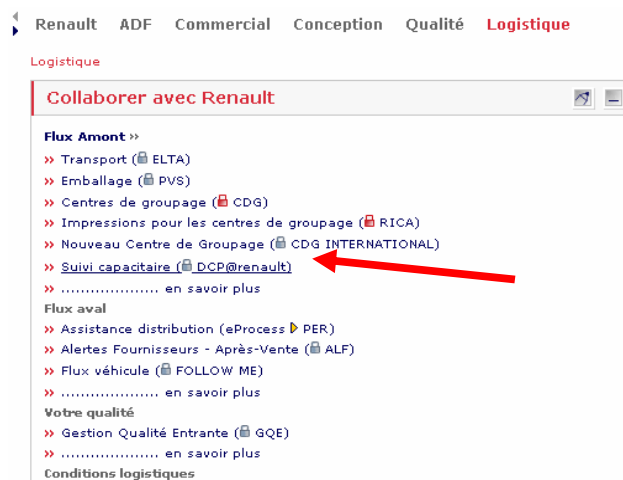 Renault ADF Commercial Conception Qualité Logistique
Logistique
Collaborer avec Renault
Flux Amont »
» Transport (ELTA)
» Emballage (PVS)
» Centres de groupage (CDG)
» Impressions pour les centres de groupage (RICA)
» Nouveau Centre de Groupage (CDG INTERNATIONAL)
» Suivi capacitaire (DCP@renault)
» ................... en savoir plus
Flux aval
» Assistance distribution (eProcess PER)
» Alertes Fournisseurs - Après-Vente (ALF)
» Flux véhicule (FOLLOW ME)
» ................... en savoir plus
Votre qualité
» Gestion Qualité Entrante (GQE)
» ................... en savoir plus
Conditions logistiques